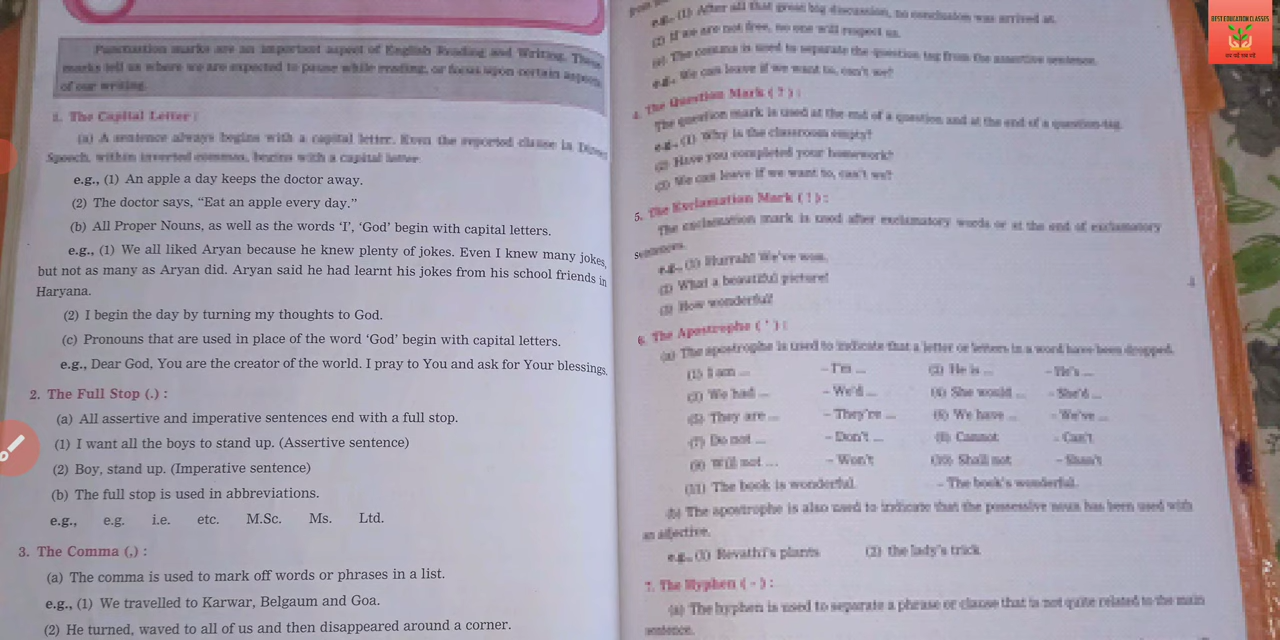 Punctuation marks are an important aspect of English Reading and Writing. These
marks tell us where we are expected to pause while reading, or focus upon certain aspects
of our writing.
1. The Capital Letter :
(a) A sentence always begins with a capital letter. Even the reported clause in Direct
Speech, within inverted commas, begins with a capital letter.
e.g., (1) An apple a day keeps the doctor away.
(2) The doctor says, “Eat an apple every day.”
(b) All Proper Nouns, as well as the words ‘I’, ‘God’ begin with capital letters.
e.g., (1) We all liked Aryan because he knew plenty of jokes. Even I knew many jokes,
but not as many as Aryan did. Aryan said he had learnt his jokes from his school friends in
Haryana.
(2) I begin the day by turning my thoughts to God.
(c) Pronouns that are used in place of the word ‘God’ begin with capital letters.
e.g., Dear God, You are the creator of the world. I pray to You and ask for Your blessings.
2. The Full Stop (.) :
(a) All assertive and imperative sentences end with a full stop.
(1) I want all the boys to stand up. (Assertive sentence)
(2) Boy, stand up. (Imperative sentence)
(b) The full stop is used in abbreviations.
e.g., e.g. i.e. etc. M.Sc. Ms. Ltd.
3. The Comma (,) :
(a) The comma is used to mark off words or phrases in a list.
e.g., (1) We travelled to Karwar, Belgaum and Goa.
(2) He turned, waved to all of us and then disappeared around a corner.
e.g., (1) After all that great big discussion, no conclusion was arrived at.
(2) If we are not free, no one will respect us.
The comma is used to separate the question tag from the assertive sentence.
e.g., We can leave if we want to, can't we?
4. The Question Mark ( ? ) :
The question mark is used at the end of a question and at the end of a question-tag.
e.g., (1) Why is the classroom empty?
(2) Have you completed your homework?
(3) We can leave if we want to, can't we?
5. The Exclamation Mark ( ! ) :
The exclamation mark is used after exclamatory words or at the end of exclamatory
sentences.
e.g., (1) Hurrah! We've won.
(2) What a beautiful picture!
(3) How wonderful!
6. The Apostrophe ( ' ) :
(a) The apostrophe is used to indicate that a letter or letters in a word have been dropped.
(1) I am ... – I'm ... (2) He is ... – He's ...
(3) We had ... – We'd ... (4) She would ... – She'd ...
(5) They are ... – They're ... (6) We have ... – We've ...
(7) Do not ... – Don't ... (8) Cannot – Can't
(9) Will not ... – Won't (10) Shall not – Shan't
(11) The book is wonderful. – The book's wonderful.
(b) The apostrophe is also used to indicate that the possessive noun has been used with
an adjective.
e.g., (1) Revathi's plants (2) the lady's trick
7. The Hyphen ( - ) :
(a) The hyphen is used to separate a phrase or clause that is not quite related to the main
sentence.
BEST EDUCATION CLASSES